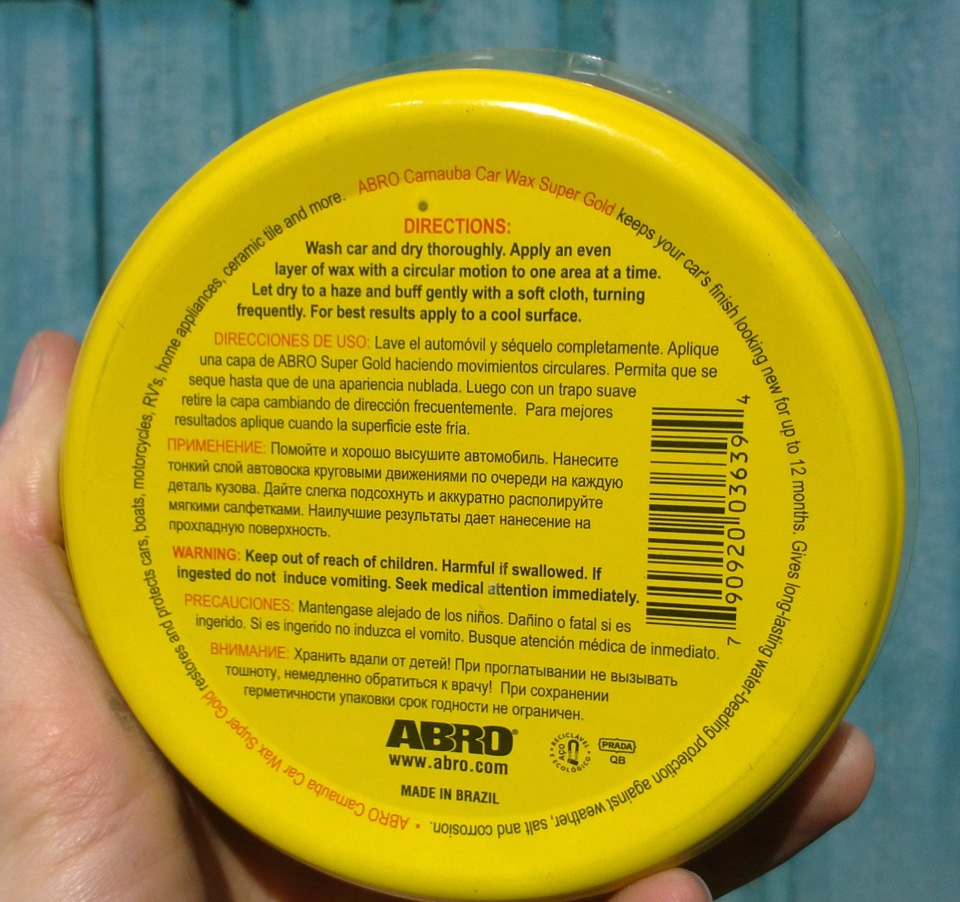 ABRO Carnauba Car Wax Super Gold keeps your car's finish looking new for up to 12 months. Gives long-lasting water-beading protection against weather, salt and corrosion.
• ABRO Carnauba Car Wax Super Gold restores and protects cars, boats, motorcycles, RV's, home appliances, ceramic tile and more.
DIRECTIONS:
Wash car and dry thoroughly. Apply an even
layer of wax with a circular motion to one area at a time.
Let dry to a haze and buff gently with a soft cloth, turning
frequently. For best results apply to a cool surface.
DIRECCIONES DE USO: Lave el automóvil y séquelo completamente. Aplique
una capa de ABRO Super Gold haciendo movimientos circulares. Permita que se
seque hasta que de una apariencia nublada. Luego con un trapo suave
retire la capa cambiando de dirección frecuentemente. Para mejores
resultados aplique cuando la superficie este fría.
ПРИМЕНЕНИЕ: Помойте и хорошо высушите автомобиль. Нанесите
тонкий слой автовоска круговыми движениями по очереди на каждую
деталь кузова. Дайте слегка подсохнуть и аккуратно располируйте
мягкими салфетками. Наилучшие результаты дает нанесение на
прохладную поверхность.
WARNING: Keep out of reach of children. Harmful if swallowed. If
ingested do not induce vomiting. Seek medical attention immediately.
PRECAUCIONES: Mantengase alejado de los niños. Dañino o fatal si es
ingerido. Si es ingerido no induzca el vomito. Busque atención médica de inmediato.
ВНИМАНИЕ: Хранить вдали от детей! При проглатывании не вызывать
тошноту, немедленно обратиться к врачу! При сохранении
герметичности упаковки срок годности не ограничен.
7 90920 03639 4
ABRO®
www.abro.com
MADE IN BRAZIL
RECICLÁVEL
AÇO
ECOLÓGICO
PRADA
QB